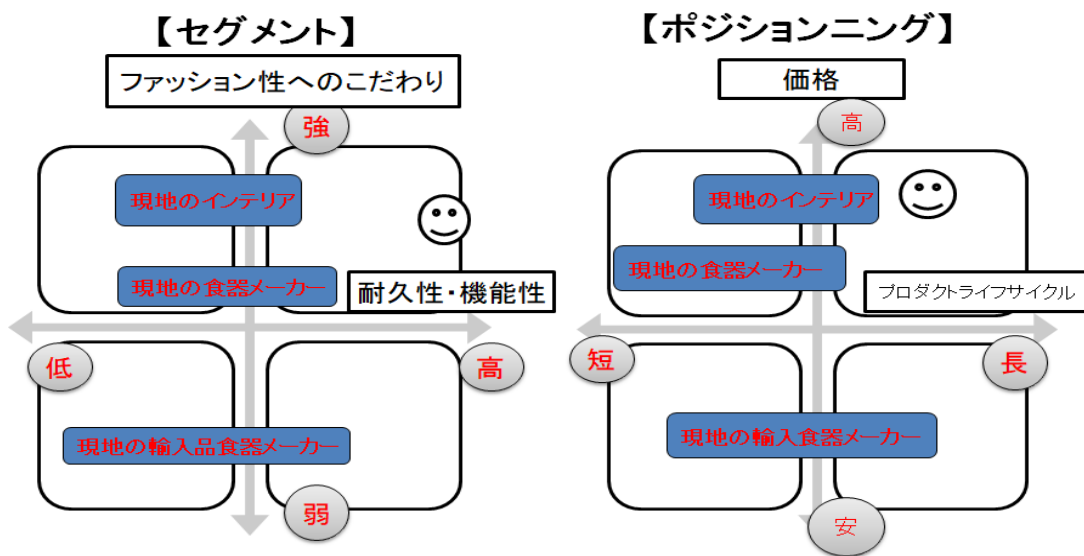 【セグメント】
ファッション性へのこだわり
強
現地のインテリア
現地の食器メーカー
耐久性・機能性
低
高
現地の輸入品食器メーカー
弱
【ポジションニング】
価格
高
現地のインテリア
現地の食器メーカー
プロダクトライフサイクル
短
長
現地の輸入食器メーカー
安